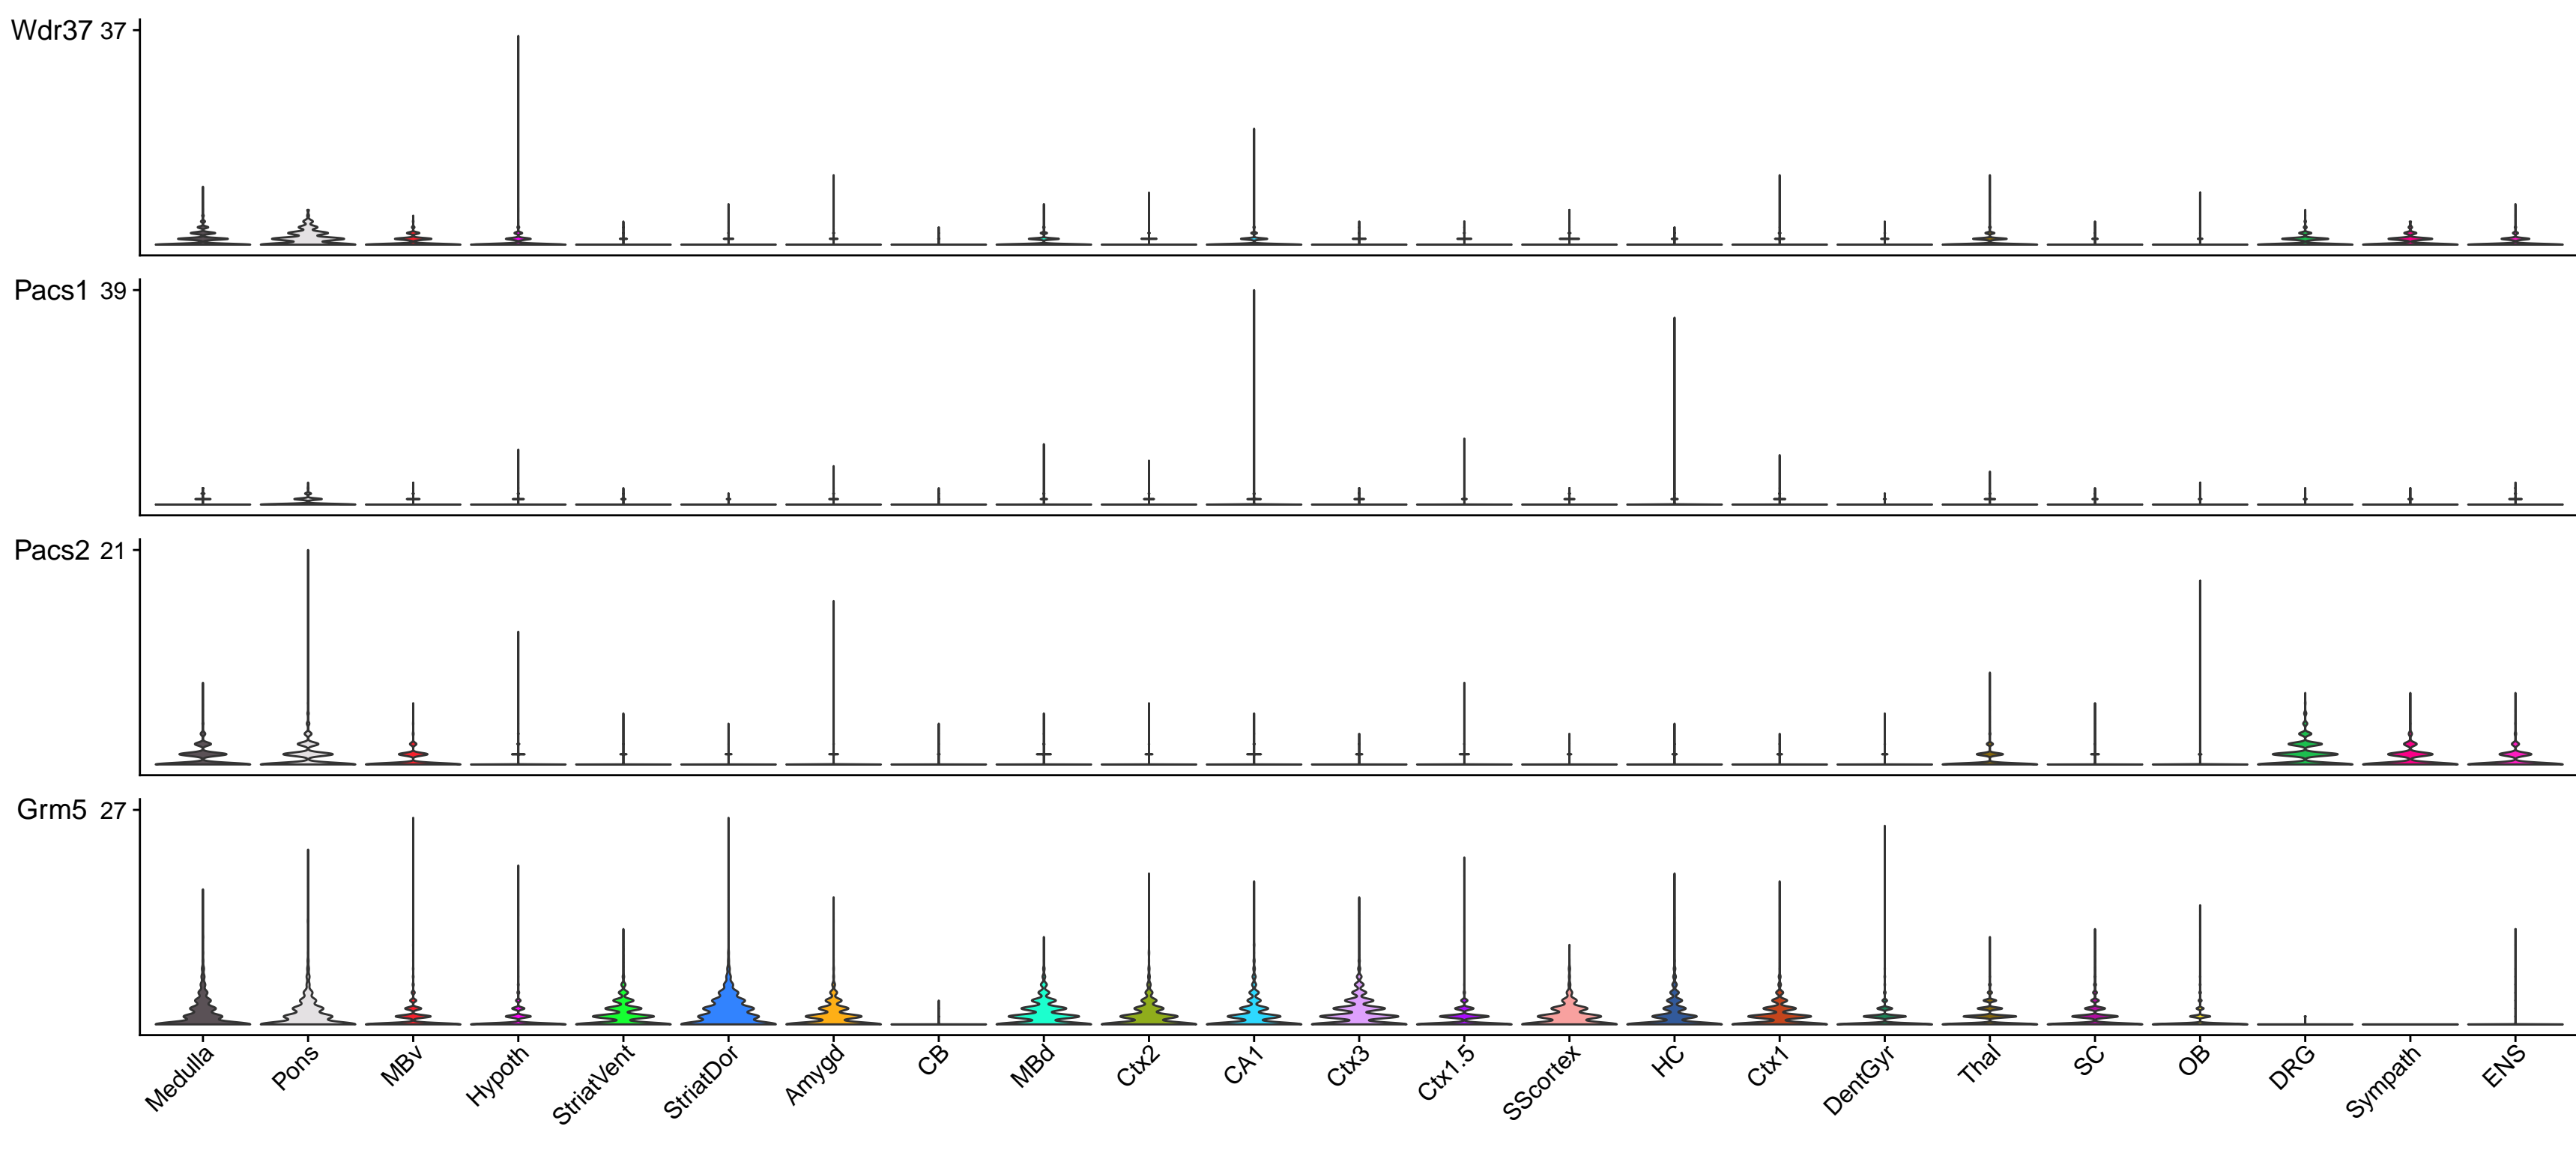 Wdr37 37
Pacs1 39
Pacs2 21
Grm5 27
Medulla Pons MBv Hypoth StriatVent StriatDor Amygd CB MBd Ctx2 CA1 Ctx3 Ctx1.5 SScortex HC Ctx1 DentGyr Thal SC OB DRG Sympath ENS